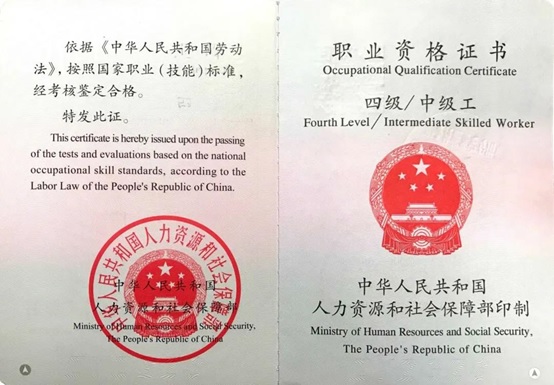 依据《中华人民共和国劳动
法》，按照国家职业（技能）标准，
经考核鉴定合格。
特发此证。
This certificate is hereby issued upon the passing
of the tests and evaluations based on the national
occupational skill standards, according to the
Labor Law of the People's Republic of China.
中华人民共和国人力资源和社会保障部
中华人民共和国
人力资源和社会保障部
Ministry of Human Resources and Social Security,
The People's Republic of China
职业资格证书
Occupational Qualification Certificate
四级/中级工
Fourth Level/Intermediate Skilled Worker
中华人民共和国
人力资源和社会保障部印制
Ministry of Human Resources and Social Security,
The People's Republic of China